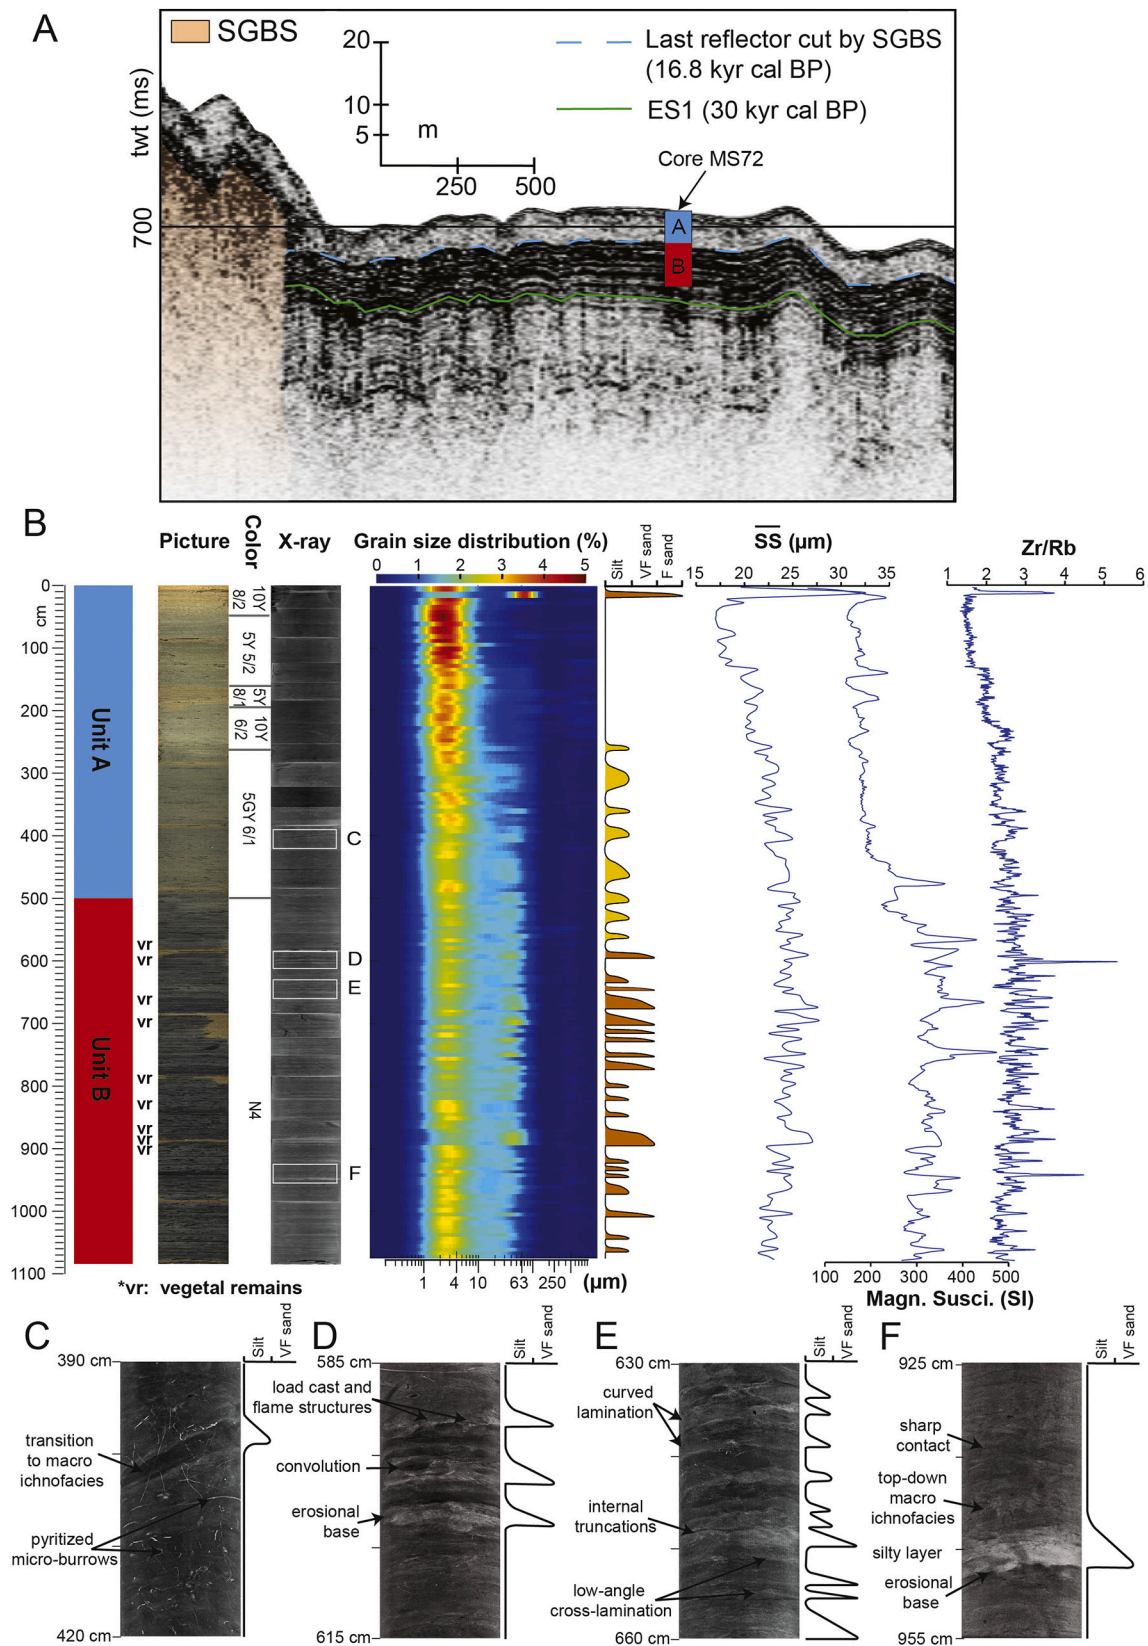 A
SGBS
20
10
5
m
250 500
Last reflector cut by SGBS
(16.8 kyr cal BP)
ES1 (30 kyr cal BP)
Core MS72
twt (ms)
700
A
B
B
Picture
Color
X-ray
Grain size distribution (%)
0 1 2 3 4 5
Silt
VF sand
F sand
SS (µm)
15 20 25 30 35
Zr/Rb
1 2 3 4 5 6
0
cm
100
200
300
400
500
600
700
800
900
1000
1100
Unit A
Unit B
vr
vr
vr
vr
vr
vr
vr
vr
vr
10Y
8/2
5Y 5/2
5Y
8/1
10Y
6/2
5GY 6/1
N4
C
D
E
F
1 4 10 63 250 (µm)
100 200 300 400 500
Magn. Susci. (SI)
*vr: vegetal remains
C
390 cm
Silt
VF sand
transition
to macro
ichnofacies
pyritized
micro-burrows
420 cm
D
585 cm
Silt
VF sand
load cast and
flame structures
convolution
erosional
base
615 cm
E
630 cm
Silt
VF sand
curved
lamination
internal
truncations
low-angle
cross-lamination
660 cm
F
925 cm
Silt
VF sand
sharp
contact
top-down
macro
ichnofacies
silty layer
erosional
base
955 cm